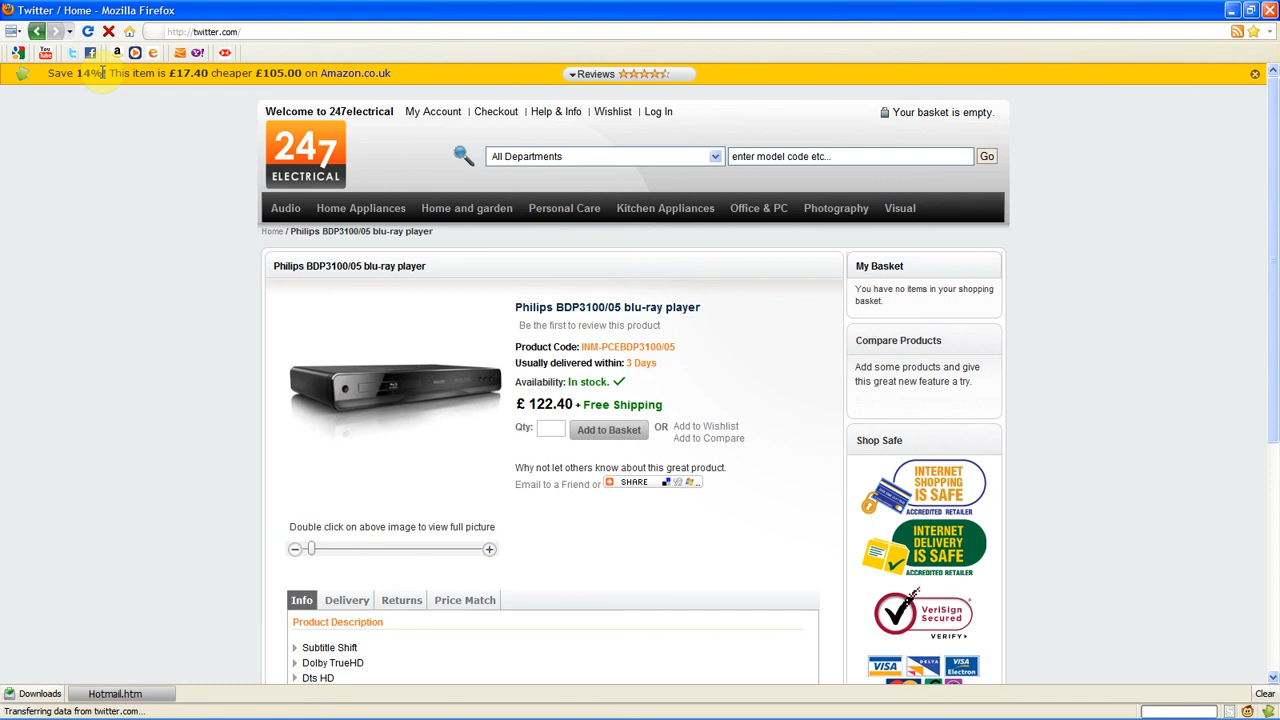 Twitter / Home - Mozilla Firefox
http://twitter.com/
You Tube
Save 14%! This item is £17.40 cheaper £105.00 on Amazon.co.uk
Reviews
Welcome to 247electrical My Account | Checkout | Help & Info | Wishlist | Log In
Your basket is empty.
247
ELECTRICAL
All Departments
enter model code etc...
Go
Audio Home Appliances Home and garden Personal Care Kitchen Appliances Office & PC Photography Visual
Home / Philips BDP3100/05 blu-ray player
Philips BDP3100/05 blu-ray player
Philips BDP3100/05 blu-ray player
Be the first to review this product
Product Code: INM-PCEBDP3100/05
Usually delivered within: 3 Days
Availability: In stock.
£ 122.40 + Free Shipping
Qty: Add to Basket OR Add to Wishlist
Add to Compare
Why not let others know about this great product.
Email to a Friend or SHARE
Double click on above image to view full picture
Info Delivery Returns Price Match
Product Description
Subtitle Shift
Dolby TrueHD
Dts HD
My Basket
You have no items in your shopping
basket.
Compare Products
Add some products and give
this great new feature a try.
Shop Safe
INTERNET
SHOPPING
IS SAFE
ACCREDITED RETAILER
INTERNET
DELIVERY
IS SAFE
ACCREDITED RETAILER
VeriSign
Secured
VERIFY
VISA DELTA VISA
Electron
Downloads Hotmail.htm Clear
Transferring data from twitter.com...